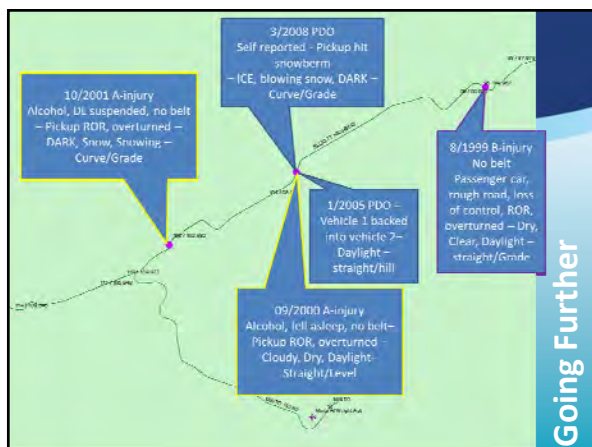 3/2008 PDO
Self reported - Pickup hit
snowberm
– ICE, blowing snow, DARK –
Curve/Grade
10/2001 A-injury
Alcohol, DL suspended, no belt
– Pickup ROR, overturned –
DARK, Snow, Snowing –
Curve/Grade
8/1999 B-injury
No belt
Passenger car,
rough road, loss
of control, ROR,
overturned – Dry,
Clear, Daylight –
straight/Grade
1/2005 PDO –
Vehicle 1 backed
into vehicle 2–
Daylight –
straight/hill
09/2000 A-injury
Alcohol, fell asleep, no belt–
Pickup ROR, overturned –
Cloudy, Dry, Daylight-
Straight/Level
Going Further